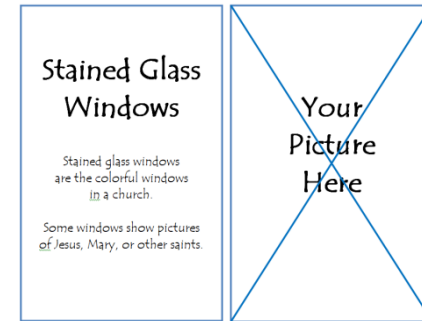 Stained Glass
Windows
Stained glass windows
are the colorful windows
in a church.
Some windows show pictures
of Jesus, Mary, or other saints.
Your
Picture
Here